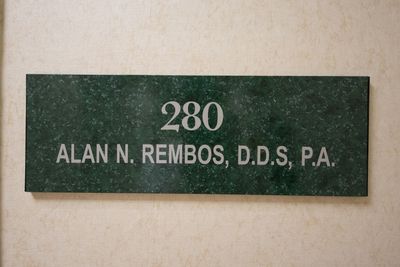 280
ALAN N. REMBOS, D.D.S, P.A.